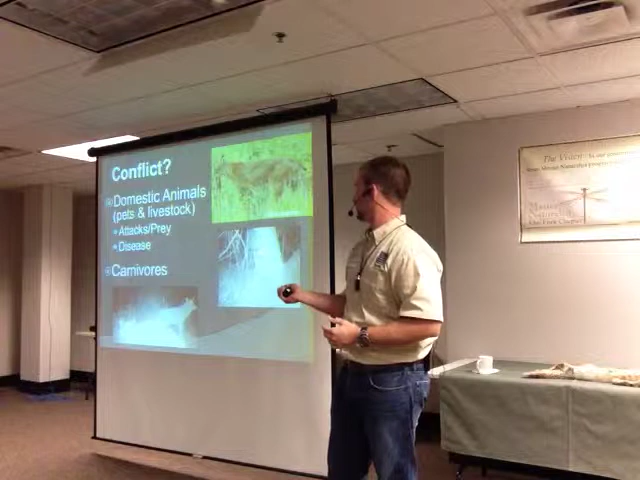 Conflict?
Domestic Animals
(pets & livestock)
Attacks/Prey
Disease
Carnivores
The Vision
Master
Naturalist